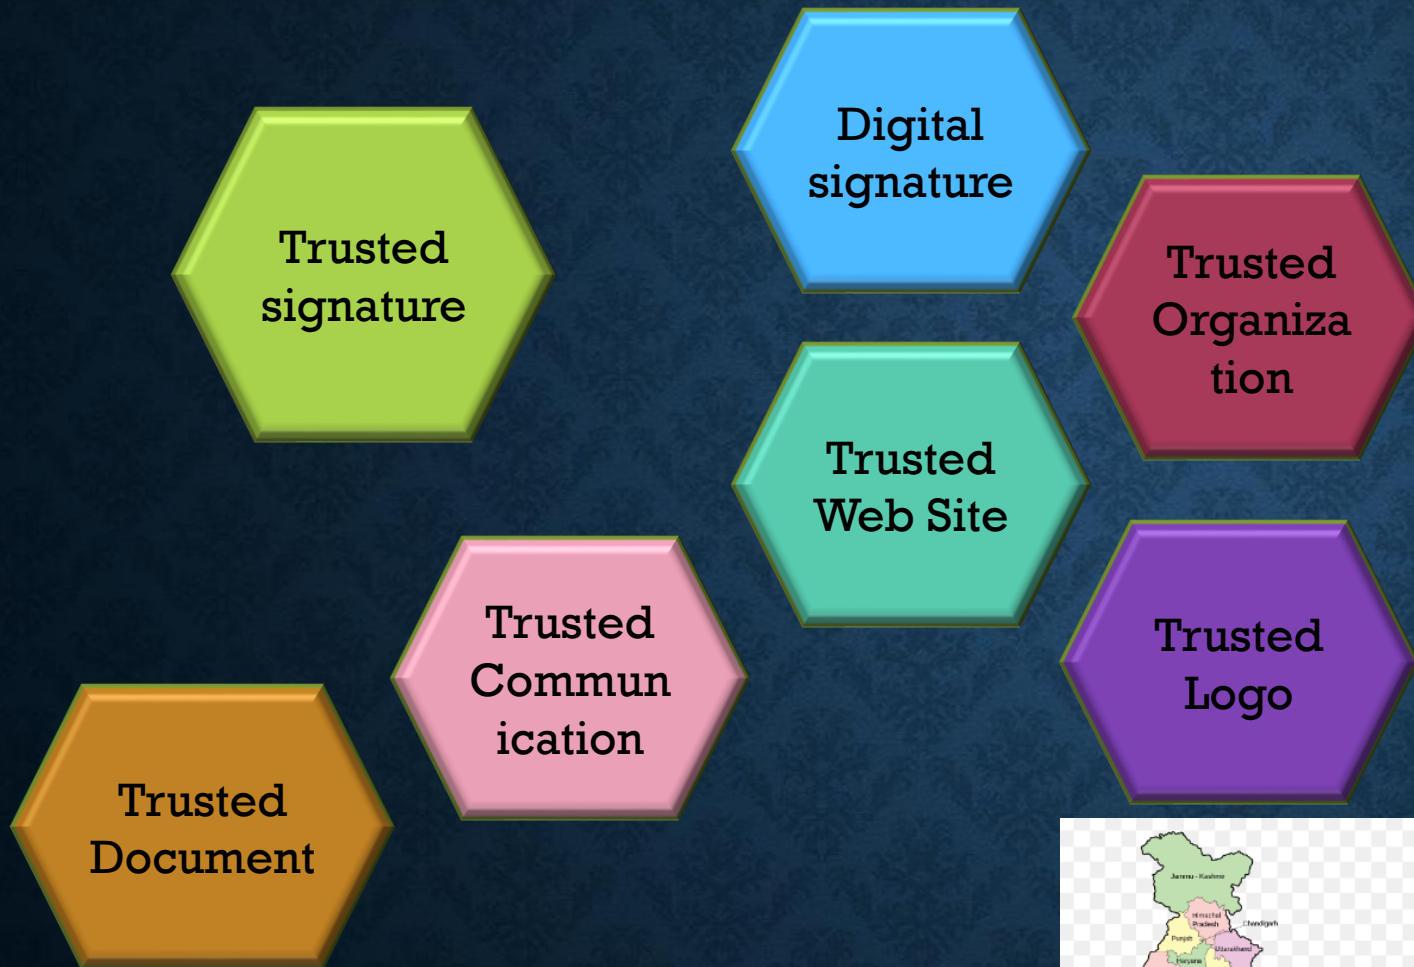 Digital
signature
Trusted
signature
Trusted
Organiza
tion
Trusted
Web Site
Trusted
Commun
ication
Trusted
Logo
Trusted
Document
Jammu - Kashmir
Himachal
Pradesh
Chandigarh
Punjab
Uttarakhand
Haryana